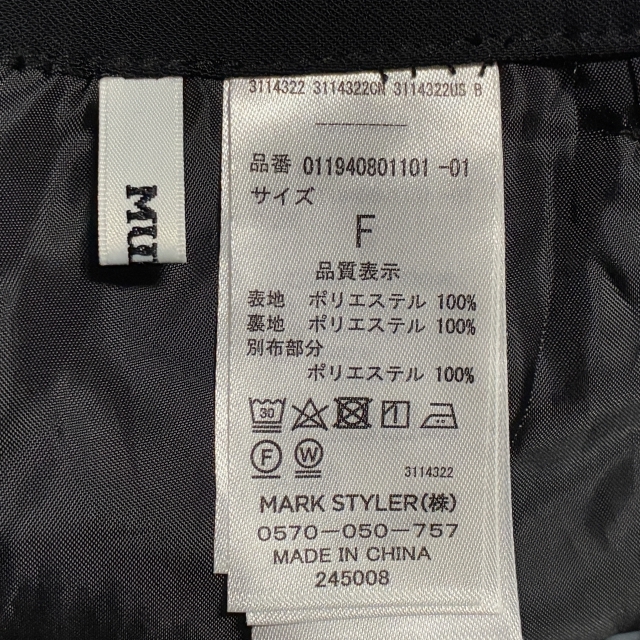 3114322 3114322CN 3114322US B
品番 011940801101 -01
サイズ
F
品質表示
表地 ポリエステル 100%
裏地 ポリエステル 100%
別布部分
ポリエステル 100%
30
F W
3114322
MARK STYLER(株)
0570-050-757
MADE IN CHINA
245008